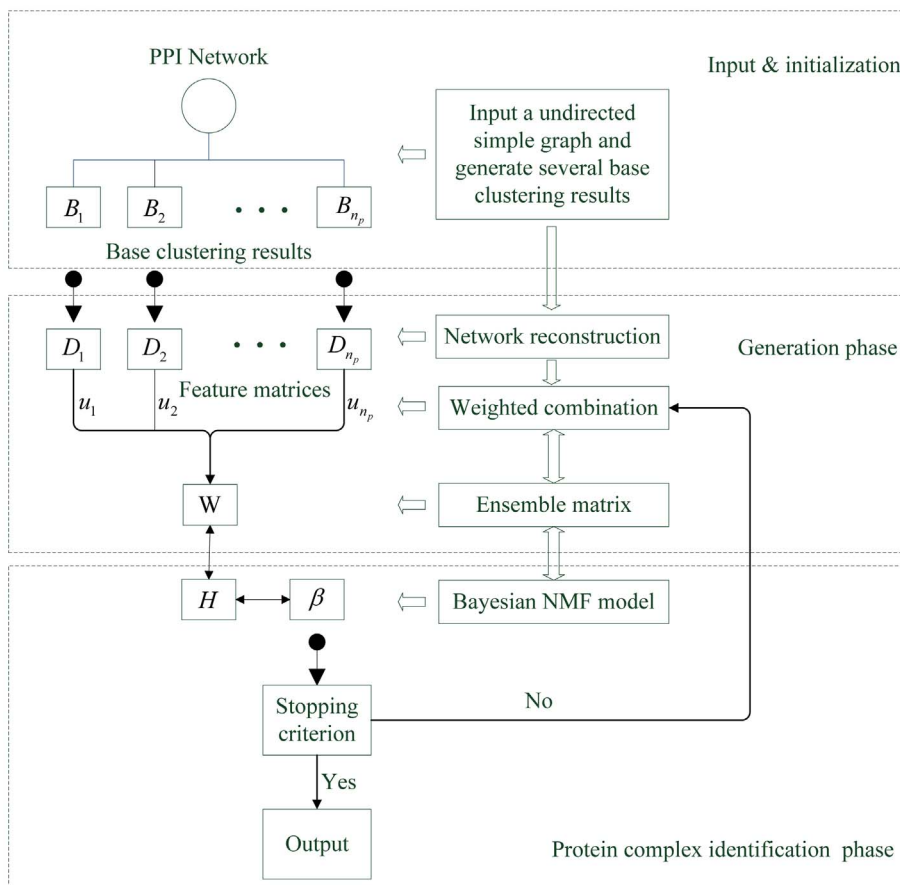 PPI Network
Input & initialization
Input a undirected
simple graph and
generate several base
clustering results
B₁ B₂ • • • Bₙₚ
Base clustering results
D₁ D₂ • • • Dₙₚ
Network reconstruction
Generation phase
Feature matrices
u₁ u₂ uₙₚ
Weighted combination
W
Ensemble matrix
H β
Bayesian NMF model
Stopping
criterion
No
Yes
Output
Protein complex identification phase